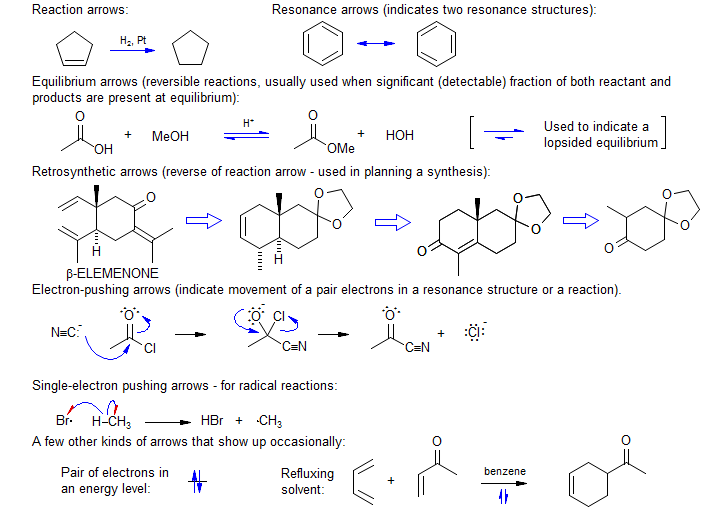 Reaction arrows:
Resonance arrows (indicates two resonance structures):
H₂, Pt
Equilibrium arrows (reversible reactions, usually used when significant (detectable) fraction of both reactant and
products are present at equilibrium):
O
OH
+
MeOH
H⁺
O
OMe
+
HOH
Used to indicate a
lopsided equilibrium
Retrosynthetic arrows (reverse of reaction arrow - used in planning a synthesis):
O
H
β-ELEMENONE
O
O
H
O
O
O
O
O
O
Electron-pushing arrows (indicate movement of a pair electrons in a resonance structure or a reaction).
N≡C:⁻
:O:
Cl
:O:⁻
Cl
C≡N
:O:
C≡N
+
:Cl:⁻
Single-electron pushing arrows - for radical reactions:
Br·
H–CH₃
HBr + ·CH₃
A few other kinds of arrows that show up occasionally:
Pair of electrons in
an energy level:
Refluxing
solvent:
+
O
benzene
O